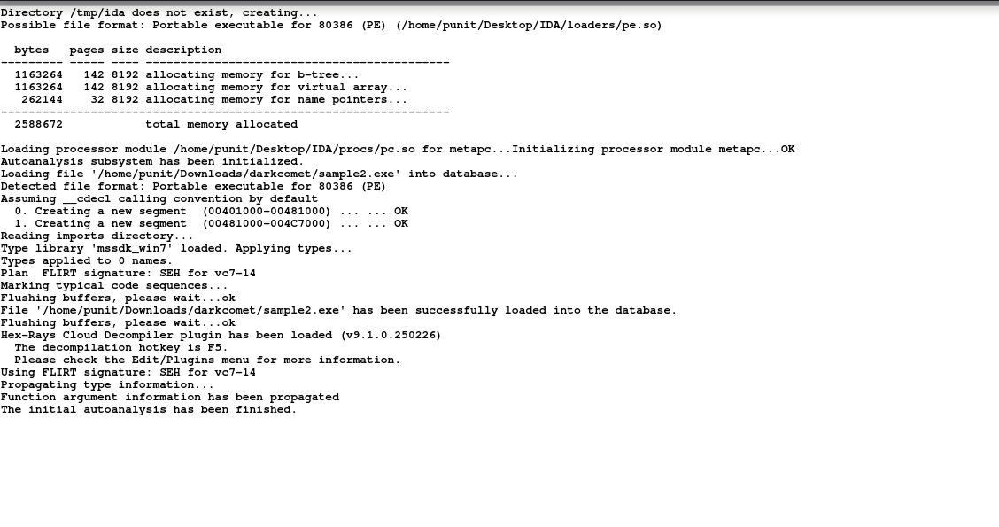 Directory /tmp/ida does not exist, creating...
Possible file format: Portable executable for 80386 (PE) (/home/punit/Desktop/IDA/loaders/pe.so)
  bytes   pages size description
--------- ----- ---- --------------------------------------------
  1163264   142 8192 allocating memory for b-tree...
  1163264   142 8192 allocating memory for virtual array...
   262144    32 8192 allocating memory for name pointers...
-----------------------------------------------------------------
  2588672            total memory allocated
Loading processor module /home/punit/Desktop/IDA/procs/pc.so for metapc...Initializing processor module metapc...OK
Autoanalysis subsystem has been initialized.
Loading file '/home/punit/Downloads/darkcomet/sample2.exe' into database...
Detected file format: Portable executable for 80386 (PE)
Assuming __cdecl calling convention by default
  0. Creating a new segment  (00401000-00481000) ... ... OK
  1. Creating a new segment  (00481000-004C7000) ... ... OK
Reading imports directory...
Type library 'mssdk_win7' loaded. Applying types...
Types applied to 0 names.
Plan  FLIRT signature: SEH for vc7-14
Marking typical code sequences...
Flushing buffers, please wait...ok
File '/home/punit/Downloads/darkcomet/sample2.exe' has been successfully loaded into the database.
Flushing buffers, please wait...ok
Hex-Rays Cloud Decompiler plugin has been loaded (v9.1.0.250226)
  The decompilation hotkey is F5.
  Please check the Edit/Plugins menu for more information.
Using FLIRT signature: SEH for vc7-14
Propagating type information...
Function argument information has been propagated
The initial autoanalysis has been finished.